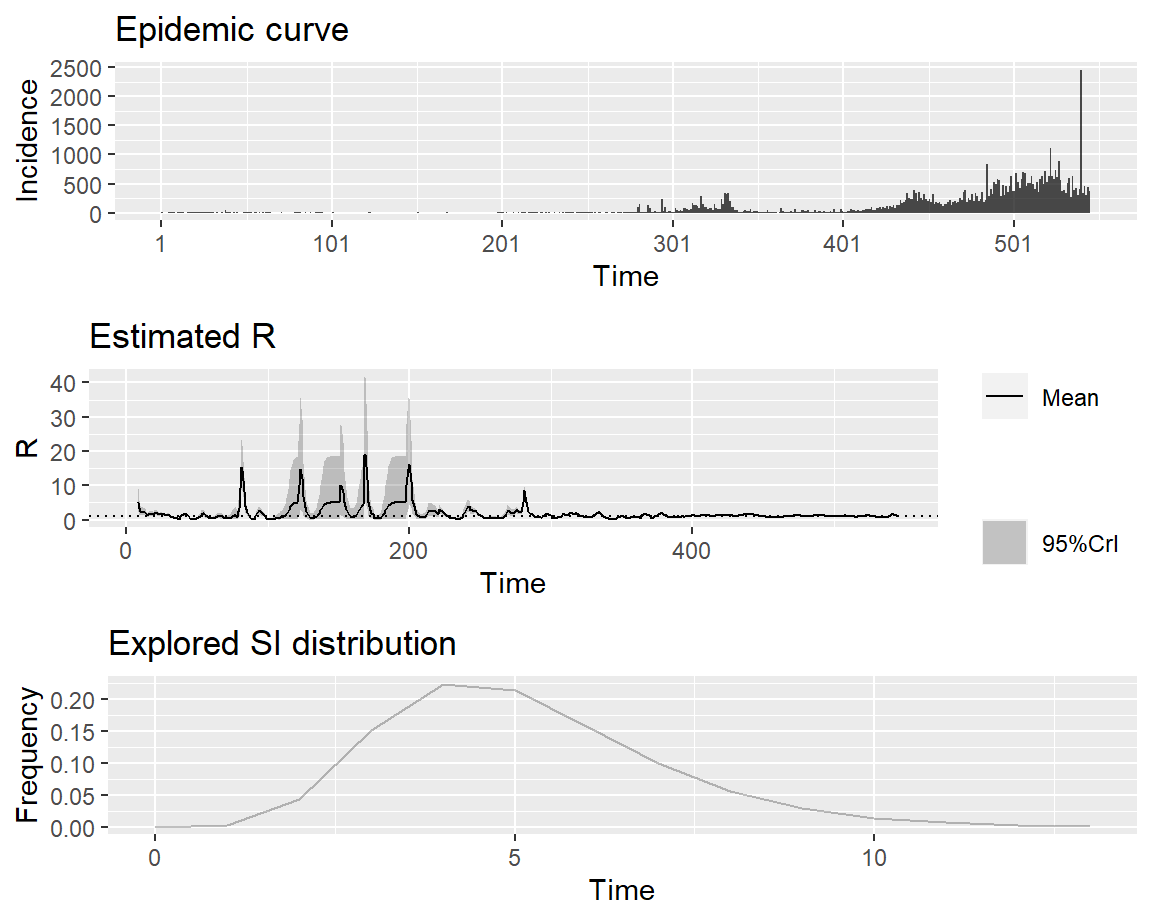 Epidemic curve
Incidence
2500
2000
1500
1000
500
0
1 101 201 301 401 501
Time
Estimated R
R
40
30
20
10
0
0 200 400
Time
Mean
95%CrI
Explored SI distribution
Frequency
0.20
0.15
0.10
0.05
0.00
0 5 10
Time